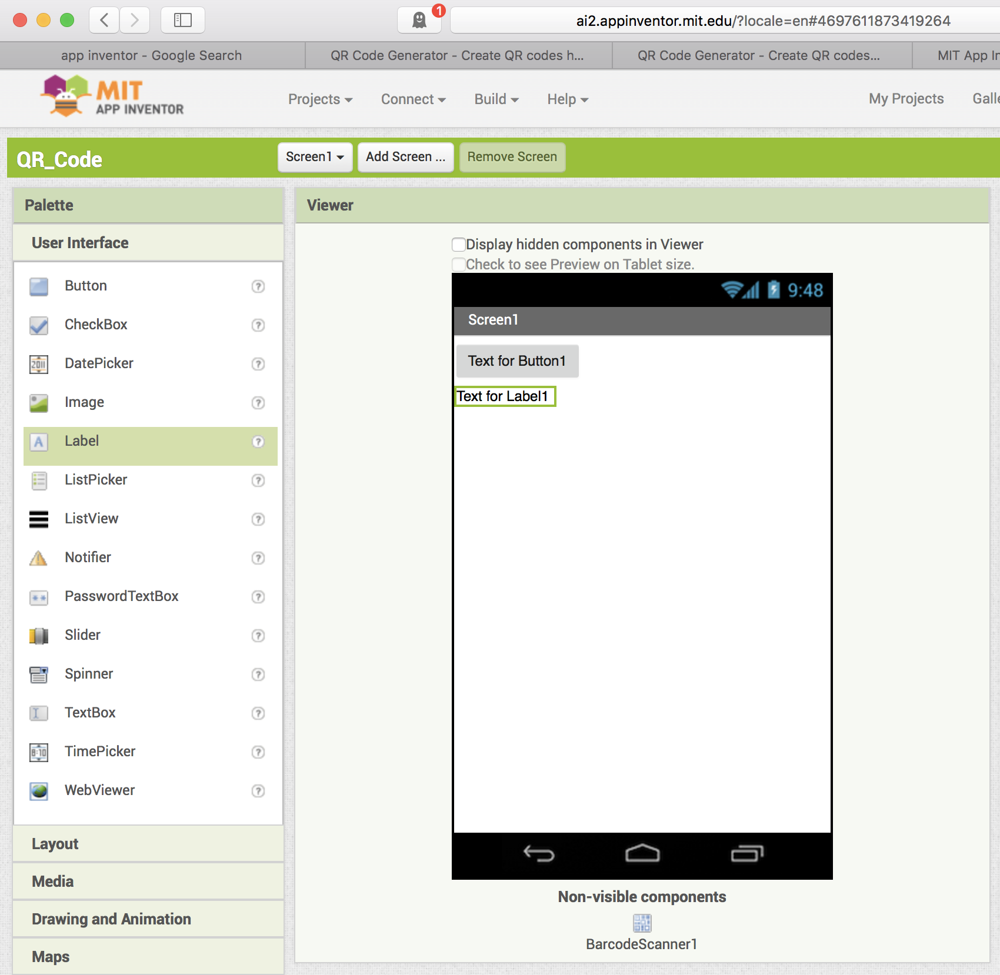 1
ai2.appinventor.mit.edu/?locale=en#4697611873419264
app inventor - Google Search
QR Code Generator - Create QR codes h...
QR Code Generator - Create QR codes...
MIT App In
MIT
APP INVENTOR
Projects
Connect
Build
Help
My Projects
Galle
QR_Code
Screen1
Add Screen ...
Remove Screen
Palette
User Interface
Button ?
CheckBox ?
2011 DatePicker ?
Image ?
A Label ?
ListPicker ?
ListView ?
Notifier ?
** PasswordTextBox ?
Slider ?
Spinner ?
TextBox ?
8:10 TimePicker ?
WebViewer ?
Layout
Media
Drawing and Animation
Maps
Viewer
Display hidden components in Viewer
Check to see Preview on Tablet size.
9:48
Screen1
Text for Button1
Text for Label1
Non-visible components
BarcodeScanner1